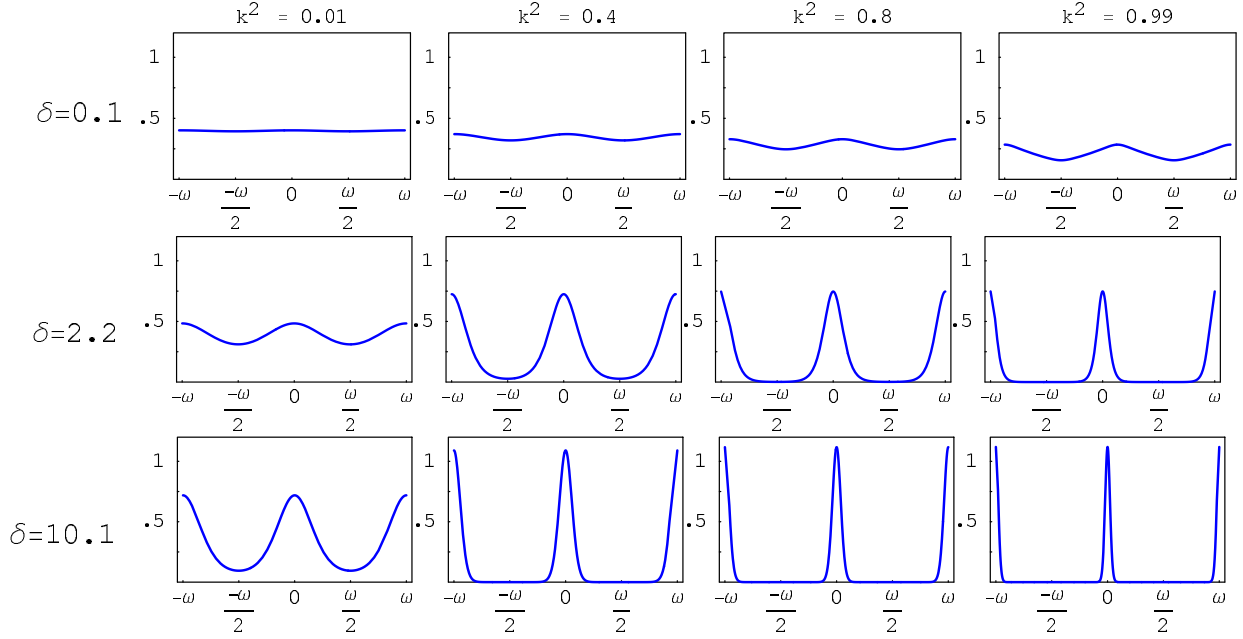 k² = 0.01 k² = 0.4 k² = 0.8 k² = 0.99
δ=0.1
1 1 1 1
.5 .5 .5 .5
-ω -ω/2 0 ω/2 ω -ω -ω/2 0 ω/2 ω -ω -ω/2 0 ω/2 ω -ω -ω/2 0 ω/2 ω
δ=2.2
1 1 1 1
.5 .5 .5 .5
-ω -ω/2 0 ω/2 ω -ω -ω/2 0 ω/2 ω -ω -ω/2 0 ω/2 ω -ω -ω/2 0 ω/2 ω
δ=10.1
1 1 1 1
.5 .5 .5 .5
-ω -ω/2 0 ω/2 ω -ω -ω/2 0 ω/2 ω -ω -ω/2 0 ω/2 ω -ω -ω/2 0 ω/2 ω